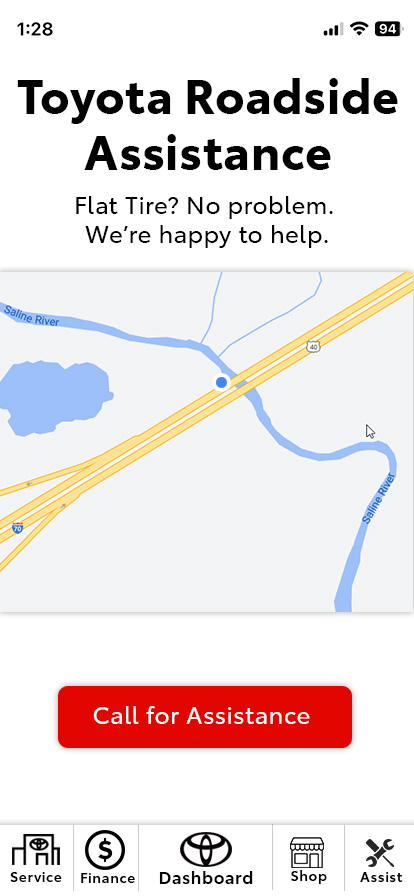 1:28
94
Toyota Roadside
Assistance
Flat Tire? No problem.
We're happy to help.
Saline River
40
Saline River
70
Call for Assistance
Service
Finance
Dashboard
Shop
Assist